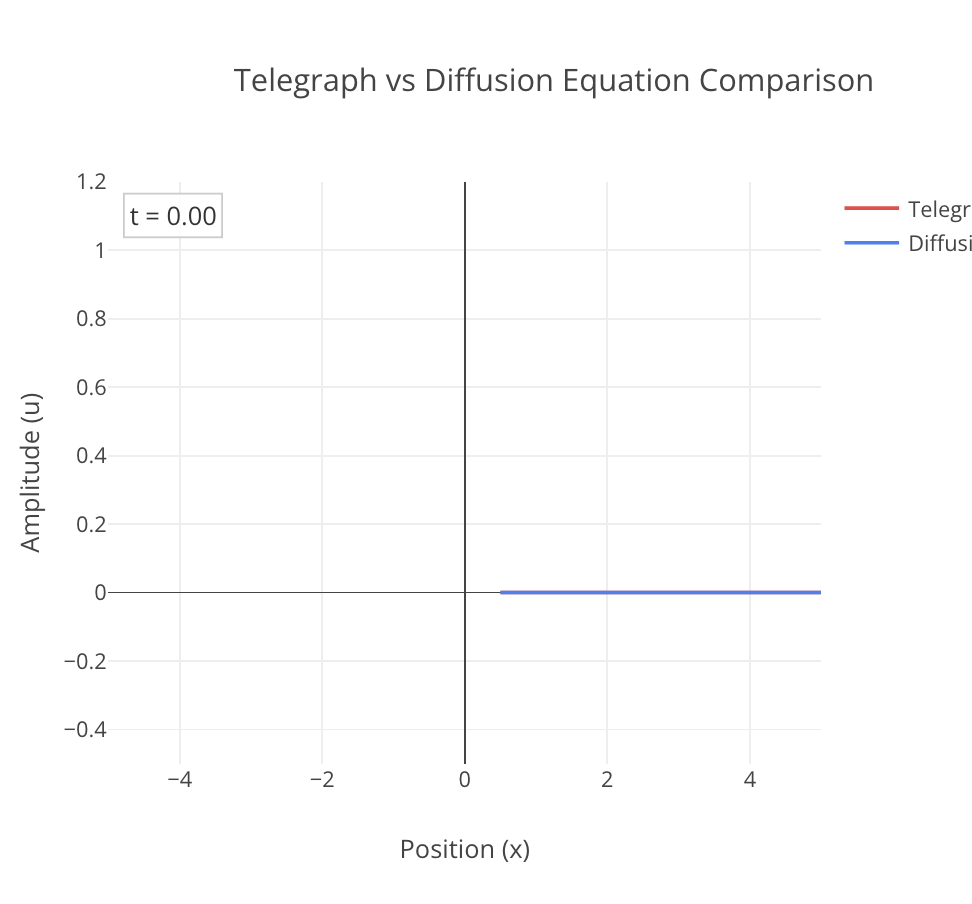 Telegraph vs Diffusion Equation Comparison
t = 0.00
Telegr
Diffusi
1.2
1
0.8
0.6
0.4
0.2
0
−0.2
−0.4
Amplitude (u)
−4
−2
0
2
4
Position (x)